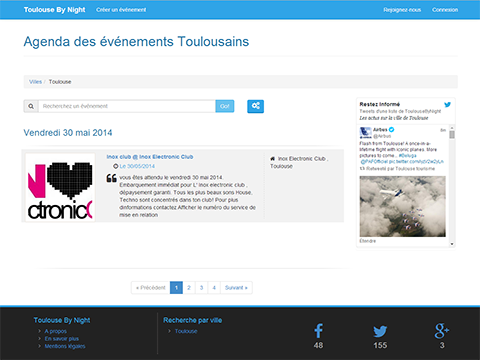 Toulouse By Night Créer un événement Rejoignez-nous Connexion
Agenda des événements Toulousains
Villes / Toulouse
Recherchez un événement Go!
Vendredi 30 mai 2014
Inox club @ Inox Electronic Club
Le 30/05/2014
vous êtes attendu le vendredi 30 mai 2014.
Embarquement immédiat pour L' Inox electronic club ,
dépaysement garanti. Tous les plus beaux sons House,
Techno sont concentrés dans ton club! Pour plus
d'informations contactez Afficher le numéro de service de
mise en relation
Inox Electronic Club ,
Toulouse
ctronic
Restez Informé
Tweets d'une liste de ToulouseByNight
Les actus sur la ville de Toulouse
Airbus
@Airbus
8m
Flash from Toulouse! A once-in-a-
lifetime flight with iconic planes. More
pictures to come... #Beluga
Retweeté par Toulouse tourisme
Étendre
« Précédent 1 2 3 4 Suivant »
Toulouse By Night
A propos
En savoir plus
Mentions légales
Recherche par ville
Toulouse
48
155
3